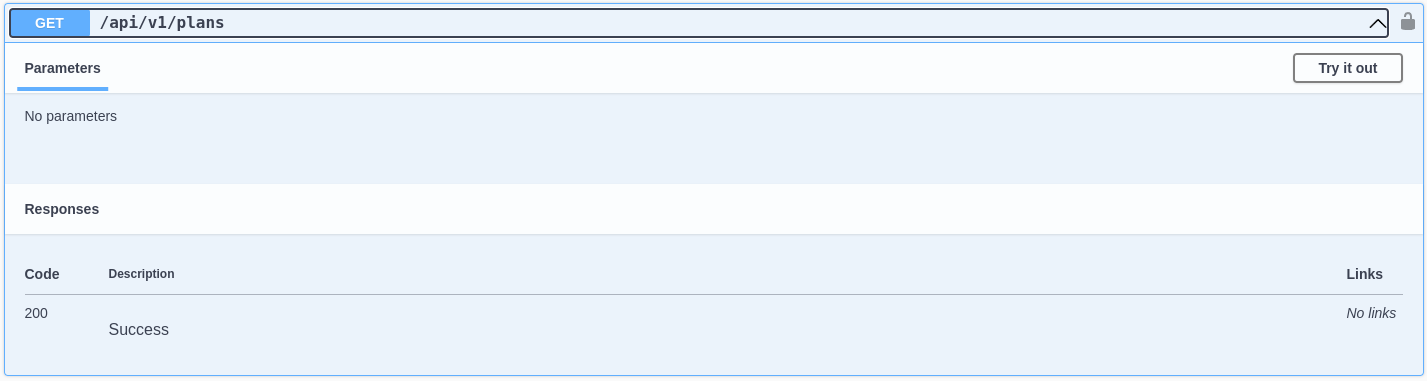 GET /api/v1/plans
Parameters Try it out
No parameters
Responses
Code Description Links
200 Success No links